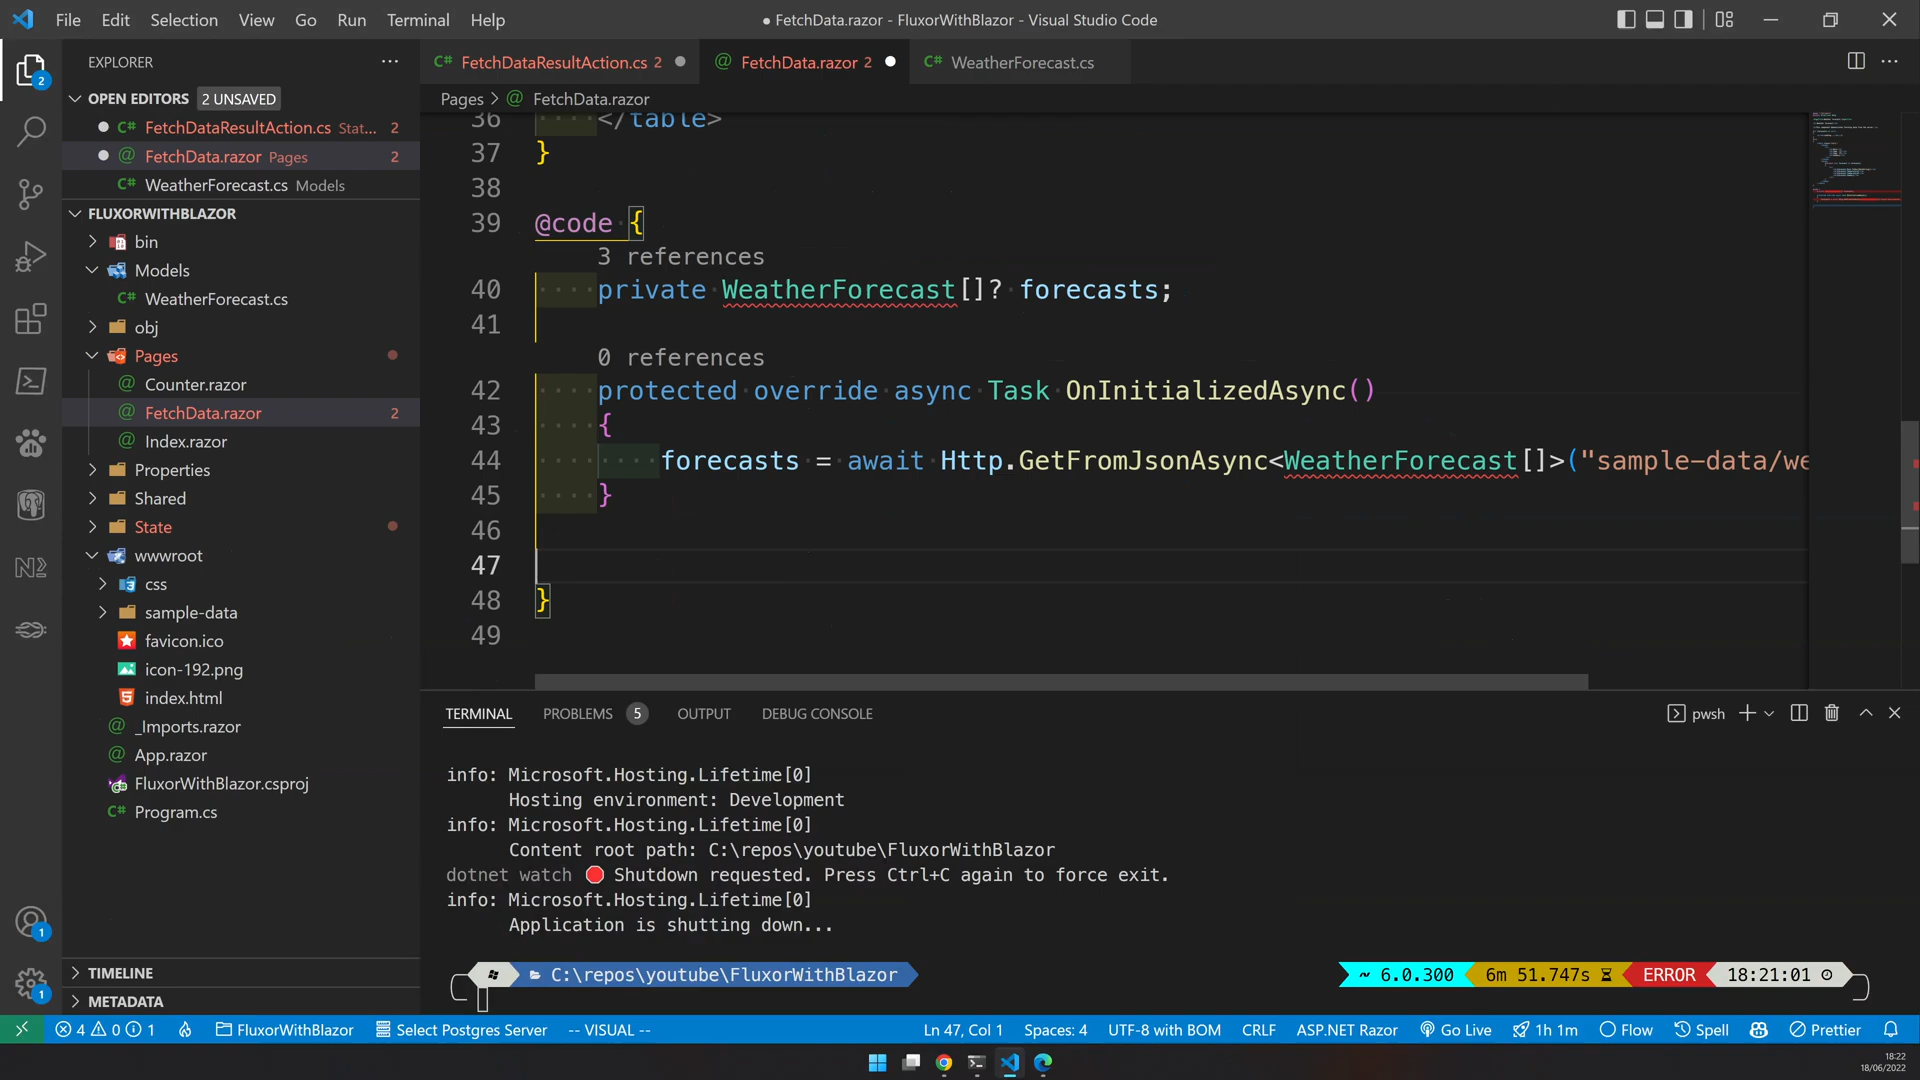 File Edit Selection View Go Run Terminal Help
● FetchData.razor - FluxorWithBlazor - Visual Studio Code
2
EXPLORER ···
OPEN EDITORS 2 UNSAVED
FetchDataResultAction.cs Stat... 2
FetchData.razor Pages 2
WeatherForecast.cs Models
FLUXORWITHBLAZOR
bin
Models
WeatherForecast.cs
obj
Pages
Counter.razor
FetchData.razor 2
Index.razor
Properties
Shared
State
wwwroot
css
sample-data
favicon.ico
icon-192.png
index.html
_Imports.razor
App.razor
FluxorWithBlazor.csproj
Program.cs
TIMELINE
METADATA
1
1
C# FetchDataResultAction.cs 2 ● @ FetchData.razor 2 ● C# WeatherForecast.cs
Pages > @ FetchData.razor
36 </table>
37 }
38
39 @code {
3 references
40 private WeatherForecast[]? forecasts;
41
0 references
42 protected override async Task OnInitializedAsync()
43 {
44 forecasts = await Http.GetFromJsonAsync<WeatherForecast[]>("sample-data/we
45 }
46
47
48 }
49
TERMINAL PROBLEMS 5 OUTPUT DEBUG CONSOLE
pwsh
info: Microsoft.Hosting.Lifetime[0]
Hosting environment: Development
info: Microsoft.Hosting.Lifetime[0]
Content root path: C:\repos\youtube\FluxorWithBlazor
dotnet watch 🛑 Shutdown requested. Press Ctrl+C again to force exit.
info: Microsoft.Hosting.Lifetime[0]
Application is shutting down...
C:\repos\youtube\FluxorWithBlazor
~ 6.0.300 6m 51.747s ERROR 18:21:01
4 0 1 FluxorWithBlazor Select Postgres Server -- VISUAL -- Ln 47, Col 1 Spaces: 4 UTF-8 with BOM CRLF ASP.NET Razor Go Live 1h 1m Flow Spell Prettier
18:22
18/06/2022